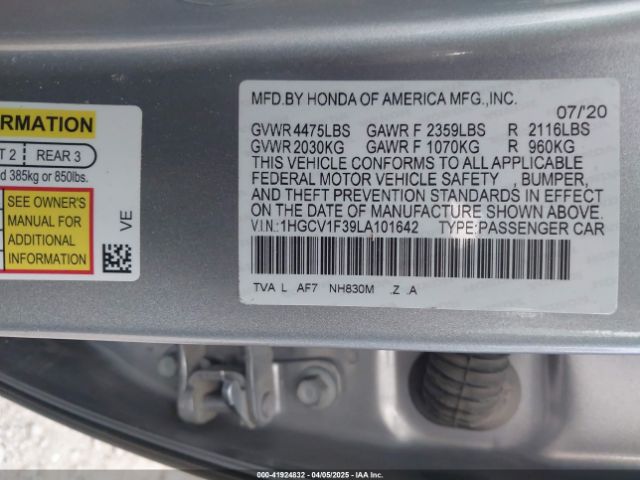 RMATION
T 2 REAR 3
d 385kg or 850lbs.
SEE OWNER'S
MANUAL FOR
ADDITIONAL
INFORMATION
VE
MFD.BY HONDA OF AMERICA MFG.,INC.
07/'20
GVWR 4475LBS GAWR F 2359LBS R 2116LBS
GVWR 2030KG GAWR F 1070KG R 960KG
THIS VEHICLE CONFORMS TO ALL APPLICABLE
FEDERAL MOTOR VEHICLE SAFETY , BUMPER,
AND THEFT PREVENTION STANDARDS IN EFFECT
ON THE DATE OF MANUFACTURE SHOWN ABOVE.
VIN:1HGCV1F39LA101642 TYPE:PASSENGER CAR
TVA L AF7 NH830M .Z .A
000-41924832 - 04/05/2025 - IAA Inc.